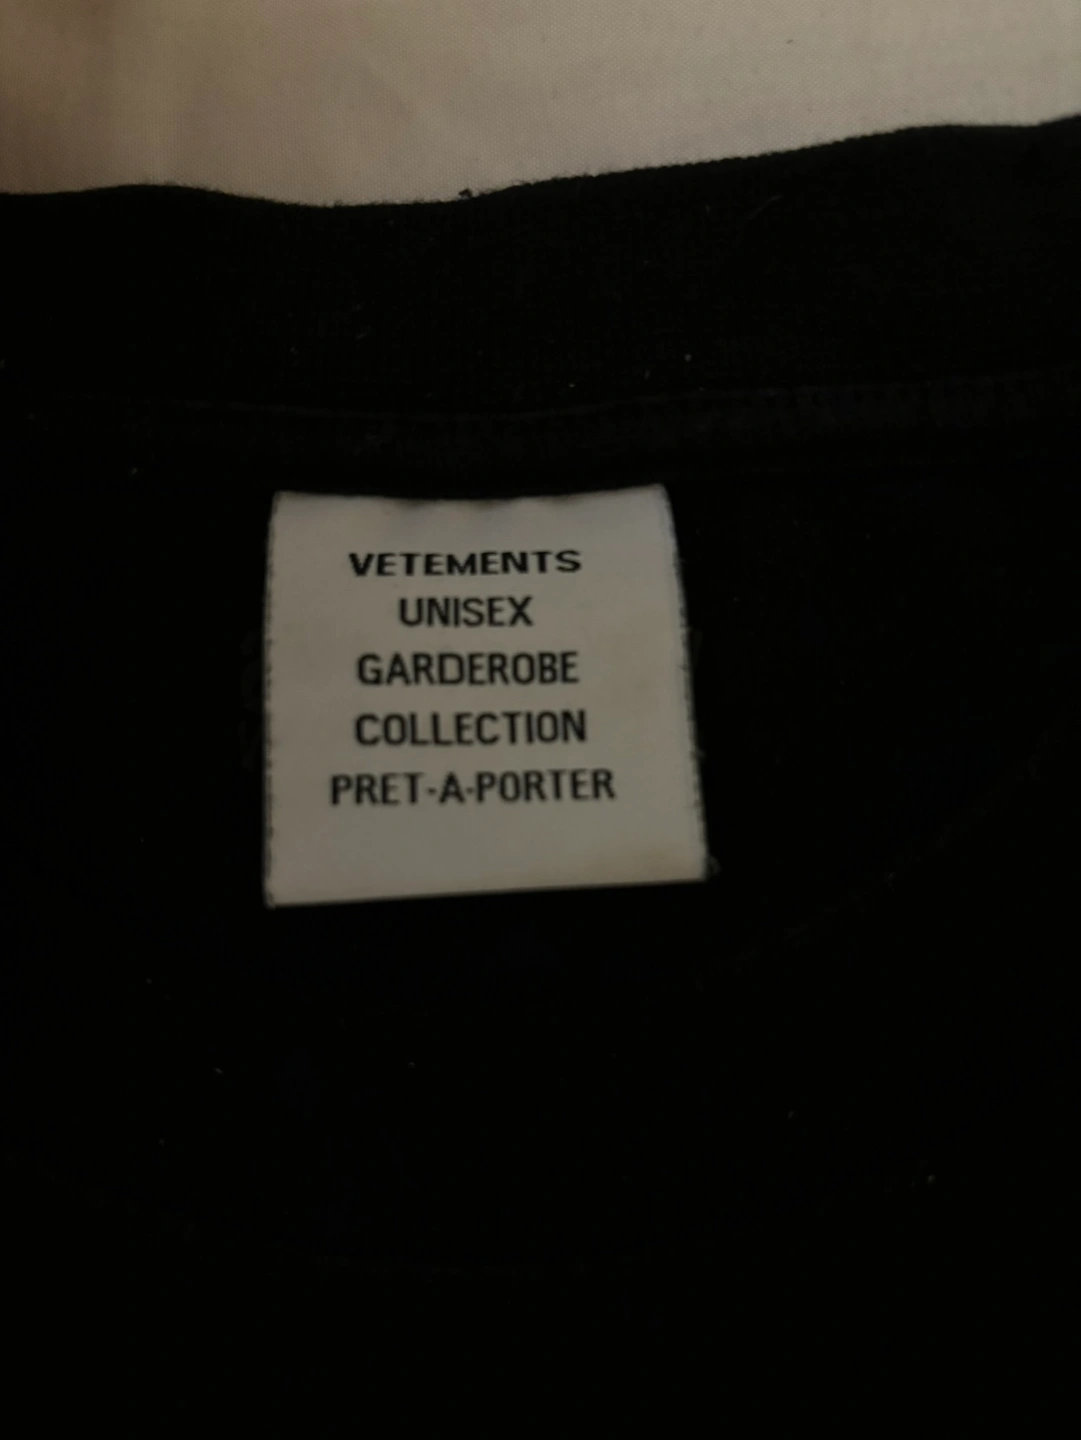 VETEMENTS
UNISEX
GARDEROBE
COLLECTION
PRET-A-PORTER